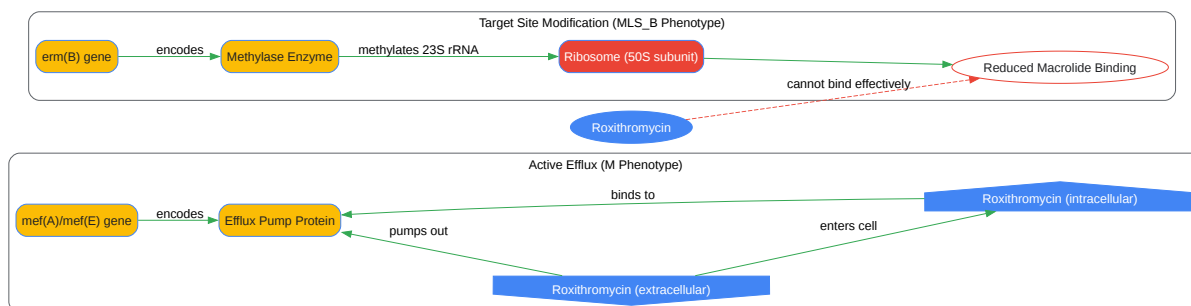 Target Site Modification (MLS_B Phenotype)
erm(B) gene
encodes
Methylase Enzyme
methylates 23S rRNA
Ribosome (50S subunit)
Reduced Macrolide Binding
cannot bind effectively
Roxithromycin
Active Efflux (M Phenotype)
mef(A)/mef(E) gene
encodes
Efflux Pump Protein
binds to
Roxithromycin (intracellular)
pumps out
enters cell
Roxithromycin (extracellular)